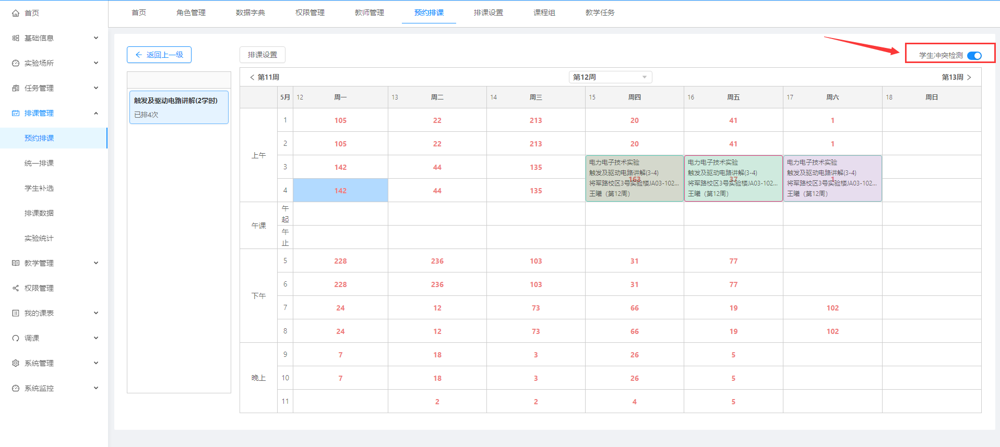 首页
基础信息
实验场所
任务管理
排课管理
预约排课
统一排课
学生补选
排课数据
实验统计
教学管理
权限管理
我的课表
调课
系统管理
系统监控
首页 角色管理 数据字典 权限管理 教师管理 预约排课 排课设置 课程组 教学任务
返回上一级
排课设置
学生冲突检测
触发及驱动电路讲解(2学时)
已排4次
第11周 第12周 第13周
5月 12 周一 13 周二 14 周三 15 周四 16 周五 17 周六 18 周日
上午
1 105 22 213 20 41 1
2 105 22 213 20 41 1
3 142 44 135
4 142 44 135
电力电子技术实验
触发及驱动电路讲解(3-4)
163
将军路校区3号实验楼JA03-102...
王曦（第12周）
电力电子技术实验
触发及驱动电路讲解(3-4)
37
将军路校区3号实验楼JA03-102...
王曦（第12周）
电力电子技术实验
触发及驱动电路讲解(3-4)
1
将军路校区3号实验楼JA03-102...
王曦（第12周）
午课
午起
午止
下午
5 228 236 103 31 77
6 228 236 103 31 77
7 24 12 73 66 19 102
8 24 12 73 66 19 102
晚上
9 7 18 3 26 5
10 7 18 3 26 5
11 2 2 4 5